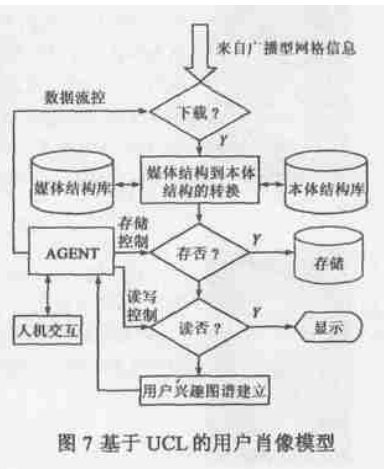 来自广播型网格信息
数据流控
下载?
Y
媒体结构库
媒体结构到本体
结构的转换
本体结构库
存储
控制
AGENT
存否?
Y
存储
读写
控制
人机交互
读否?
Y
显示
用户兴趣图谱建立
图 7 基于 UCL 的用户肖像模型